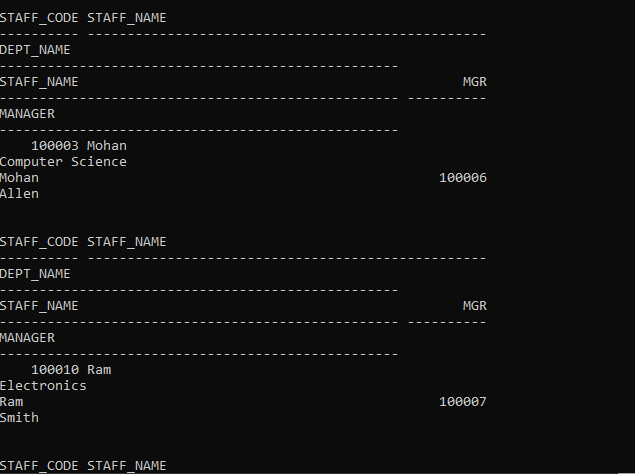 STAFF_CODE STAFF_NAME
---------- --------------------------------------------------
DEPT_NAME
--------------------------------------------------
STAFF_NAME                                                MGR
-------------------------------------------------- ----------
MANAGER
--------------------------------------------------
    100003 Mohan
Computer Science
Mohan                                                  100006
Allen

STAFF_CODE STAFF_NAME
---------- --------------------------------------------------
DEPT_NAME
--------------------------------------------------
STAFF_NAME                                                MGR
-------------------------------------------------- ----------
MANAGER
--------------------------------------------------
    100010 Ram
Electronics
Ram                                                    100007
Smith

STAFF_CODE STAFF_NAME